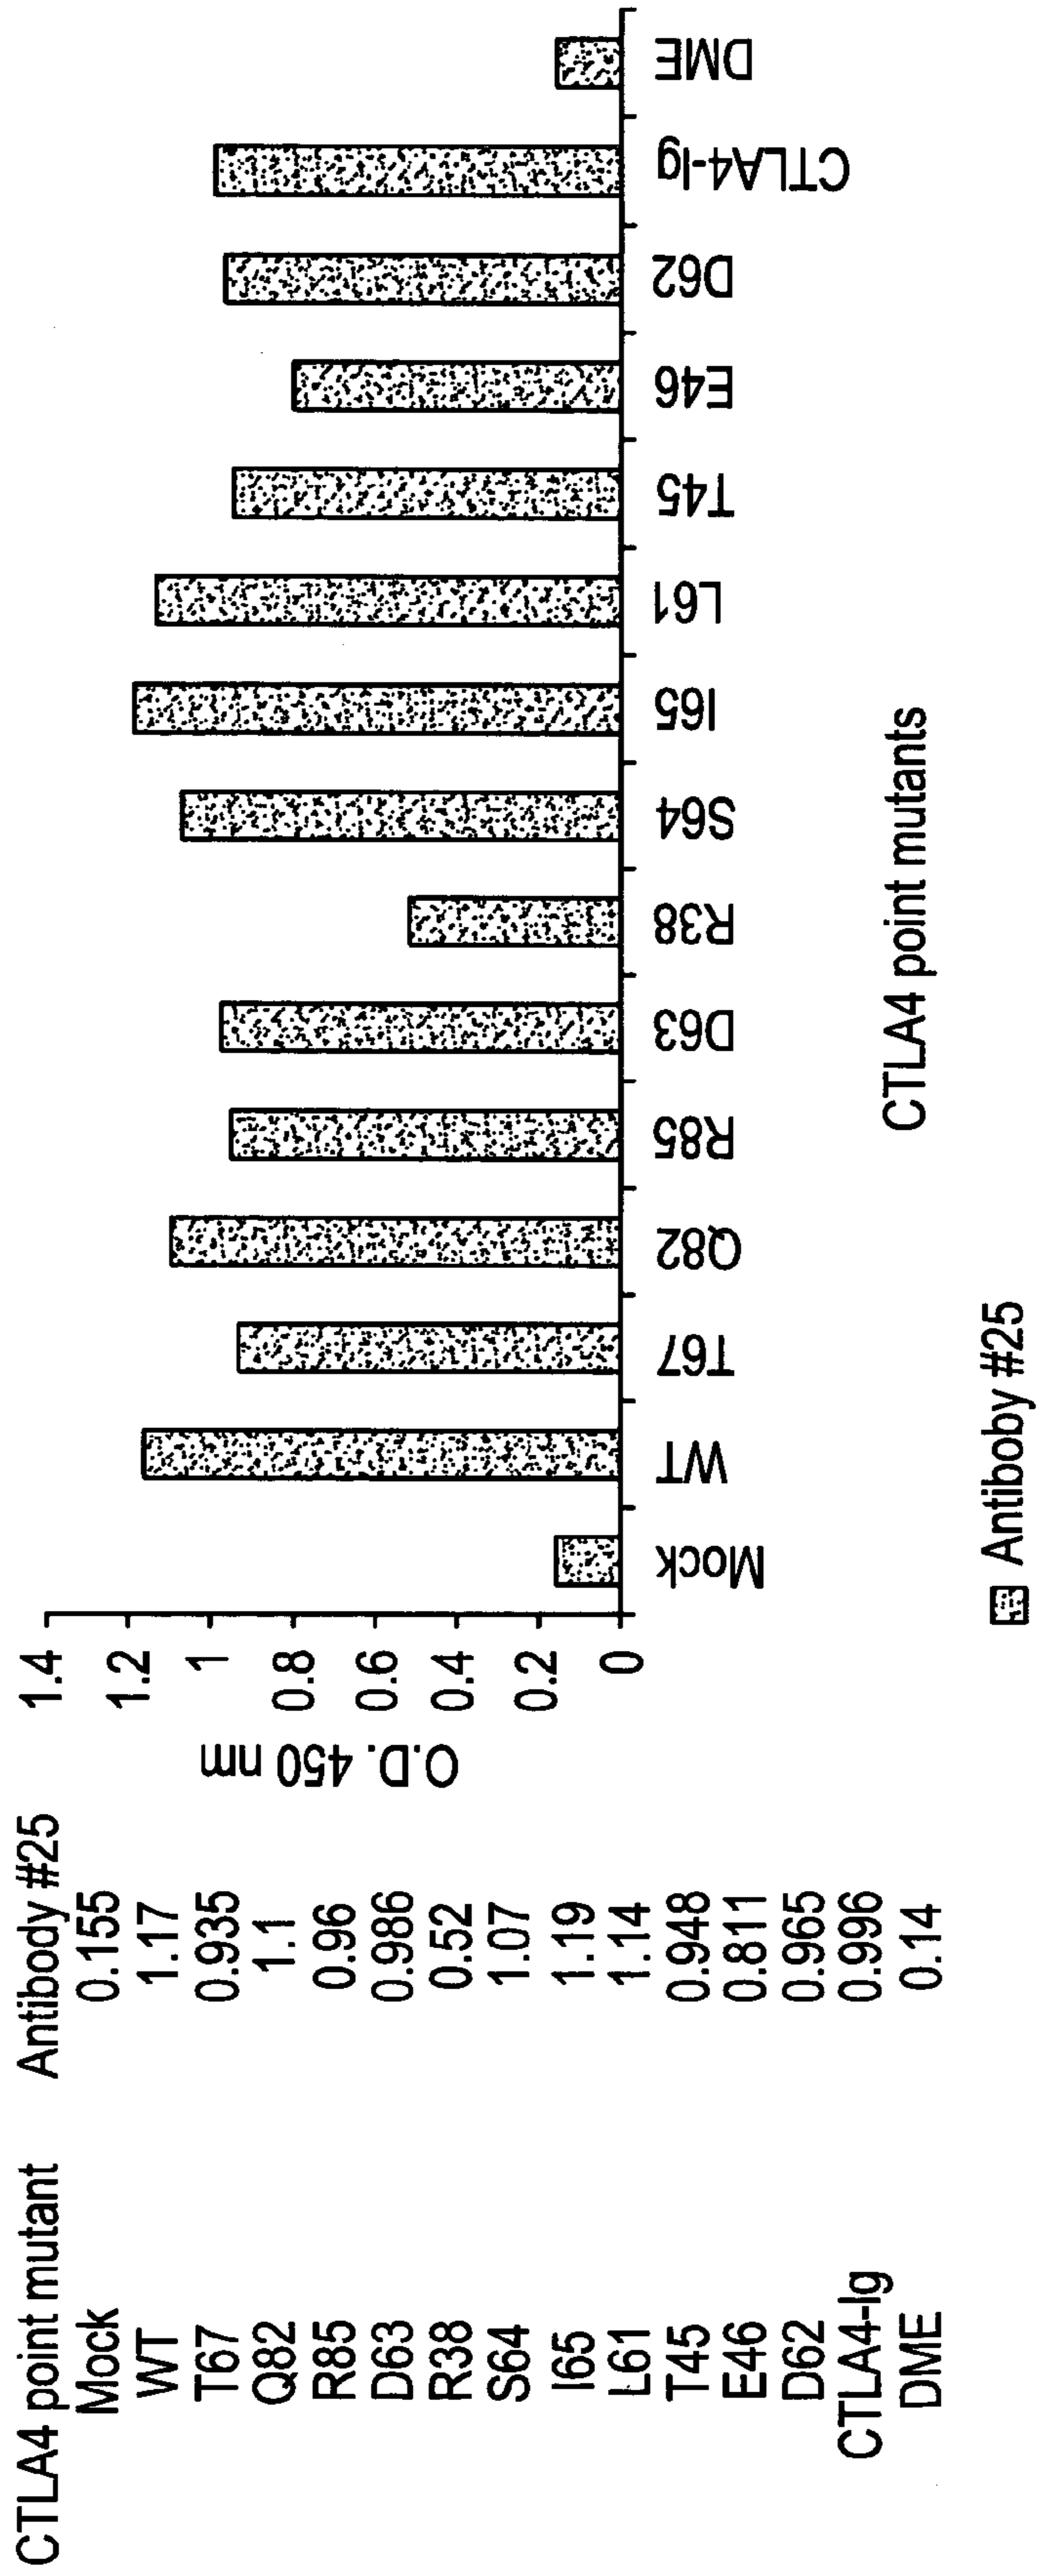 CTLA4 point mutant Antibody #25
Mock 0.155
WT 1.17
T67 0.935
Q82 1.1
R85 0.96
D63 0.986
R38 0.52
S64 1.07
I65 1.19
L61 1.14
T45 0.948
E46 0.811
D62 0.965
CTLA4-Ig 0.996
DME 0.14
O.D. 450 nm
1.4
1.2
1
0.8
0.6
0.4
0.2
0
Mock
WT
T67
Q82
R85
D63
R38
S64
I65
L61
T45
E46
D62
CTLA4-Ig
DME
CTLA4 point mutants
Antiboby #25